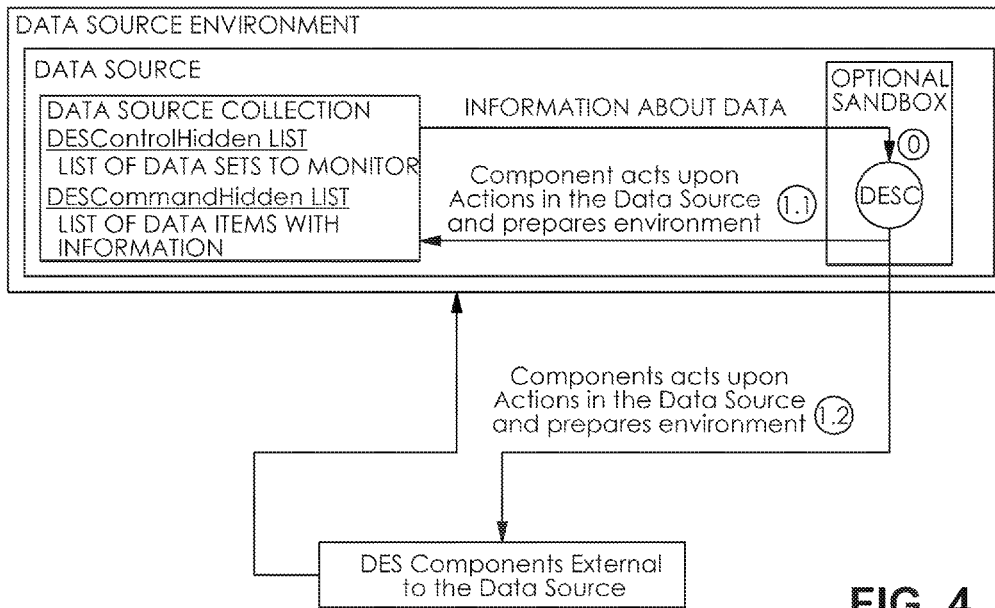 DATA SOURCE ENVIRONMENT
DATA SOURCE
DATA SOURCE COLLECTION
DESControlHidden LIST
LIST OF DATA SETS TO MONITOR
DESCommandHidden LIST
LIST OF DATA ITEMS WITH
INFORMATION
INFORMATION ABOUT DATA
OPTIONAL
SANDBOX
0
DESC
Component acts upon
Actions in the Data Source
and prepares environment
1.1
Components acts upon
Actions in the Data Source
and prepares environment
1.2
DES Components External
to the Data Source
FIG. 4